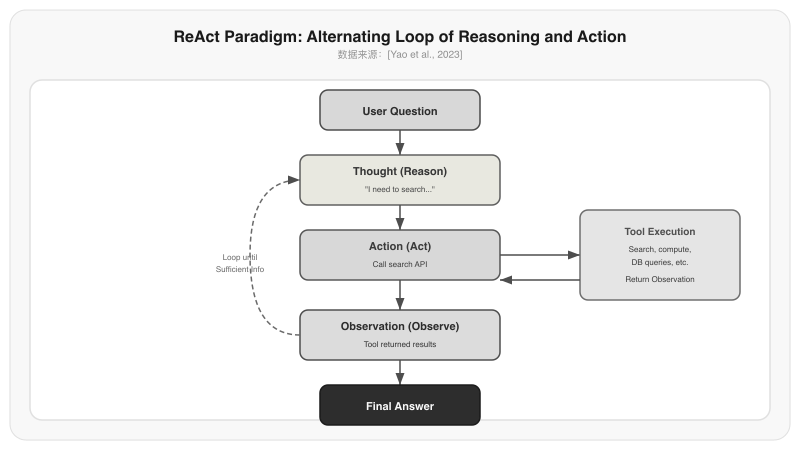 ReAct Paradigm: Alternating Loop of Reasoning and Action
数据来源：[Yao et al., 2023]
User Question
Thought (Reason)
"I need to search..."
Action (Act)
Call search API
Tool Execution
Search, compute,
DB queries, etc.
Return Observation
Loop until
Sufficient Info
Observation (Observe)
Tool returned results
Final Answer